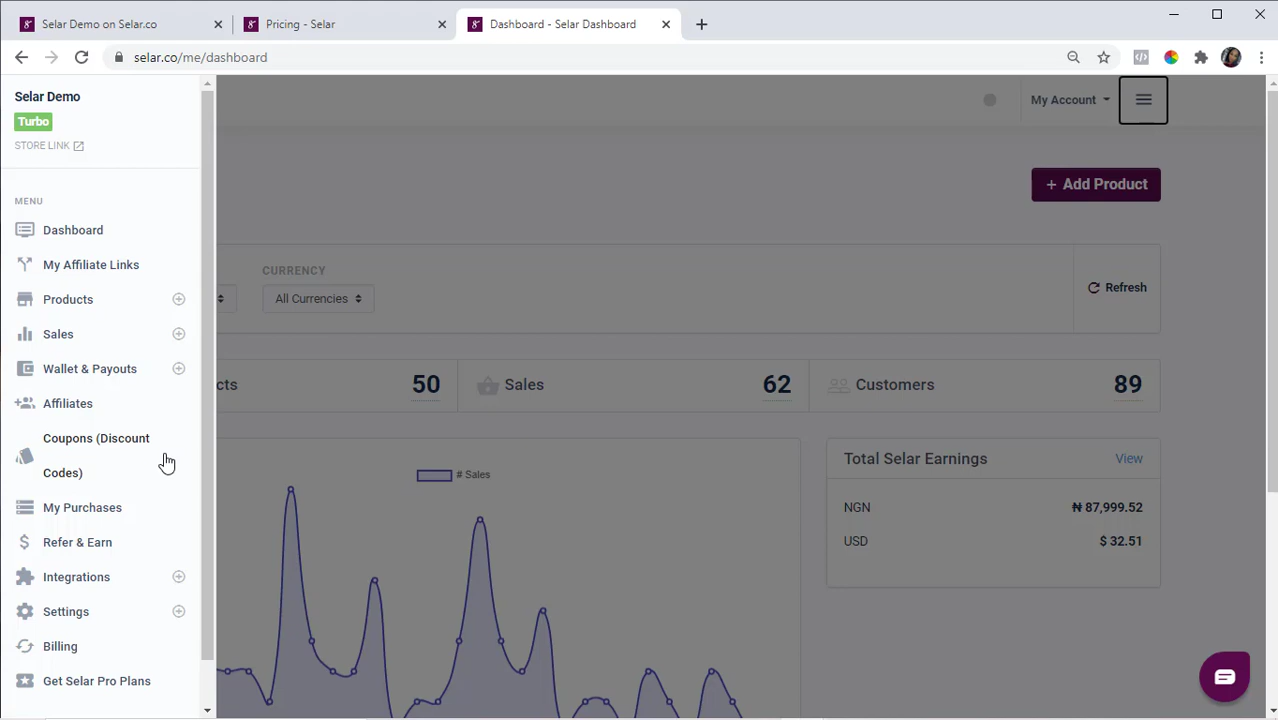 Selar Demo on Selar.co
Pricing - Selar
Dashboard - Selar Dashboard
selar.co/me/dashboard
Selar Demo
Turbo
STORE LINK
MENU
Dashboard
My Affiliate Links
Products
Sales
Wallet & Payouts
Affiliates
Coupons (Discount
Codes)
My Purchases
Refer & Earn
Integrations
Settings
Billing
Get Selar Pro Plans
My Account
+ Add Product
CURRENCY
All Currencies
Refresh
cts 50
Sales 62
Customers 89
# Sales
Total Selar Earnings View
NGN ₦ 87,999.52
USD $ 32.51